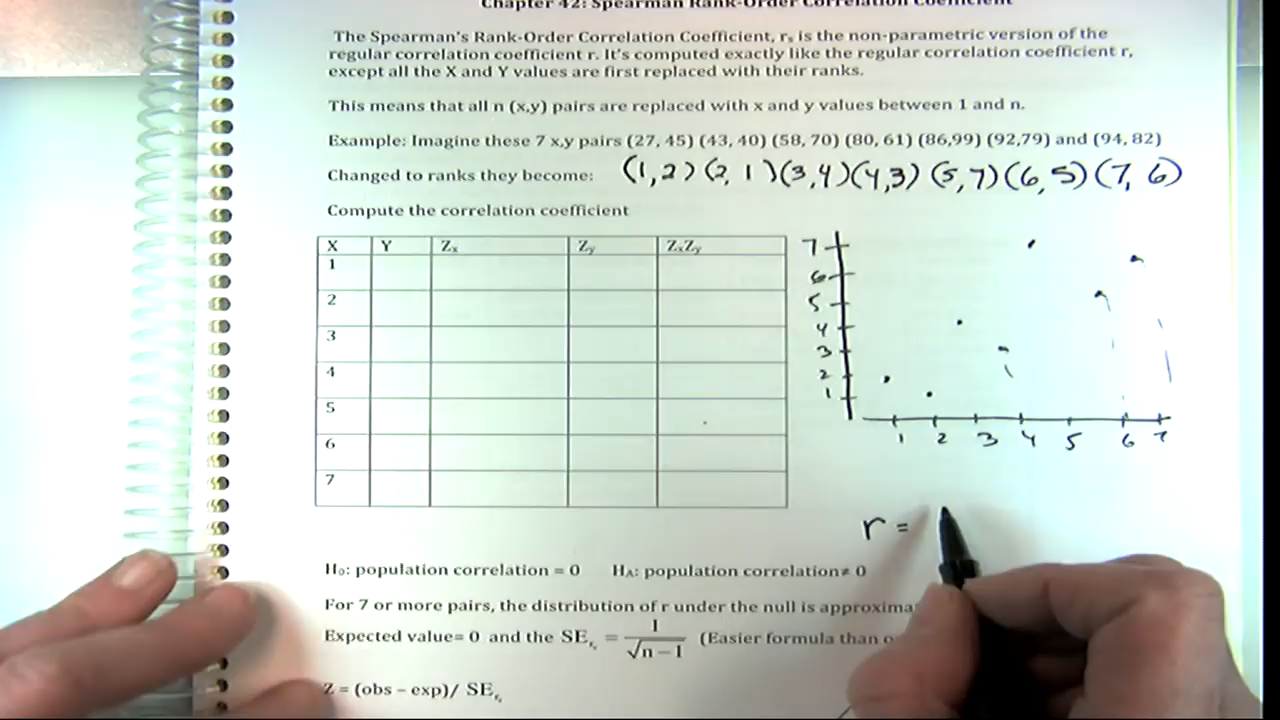 Chapter 42: Spearman Rank-Order Correlation Coefficient
The Spearman's Rank-Order Correlation Coefficient, rₛ is the non-parametric version of the
regular correlation coefficient r. It's computed exactly like the regular correlation coefficient r,
except all the X and Y values are first replaced with their ranks.
This means that all n (x,y) pairs are replaced with x and y values between 1 and n.
Example: Imagine these 7 x,y pairs (27, 45) (43, 40) (58, 70) (80, 61) (86,99) (92,79) and (94, 82)
Changed to ranks they become: (1,2) (2, 1) (3,4) (4,3) (5,7) (6,5) (7, 6)
Compute the correlation coefficient
X Y Zₓ Zᵧ ZₓZᵧ
1
2
3
4
5
6
7
7
6
5
4
3
2
1
1 2 3 4 5 6 7
r =
H₀: population correlation = 0 Hᴀ: population correlation≠ 0
For 7 or more pairs, the distribution of r under the null is
Expected value= 0 and the SE = 1/√n − 1 (Easier formula than
Z = (obs – exp)/ SE